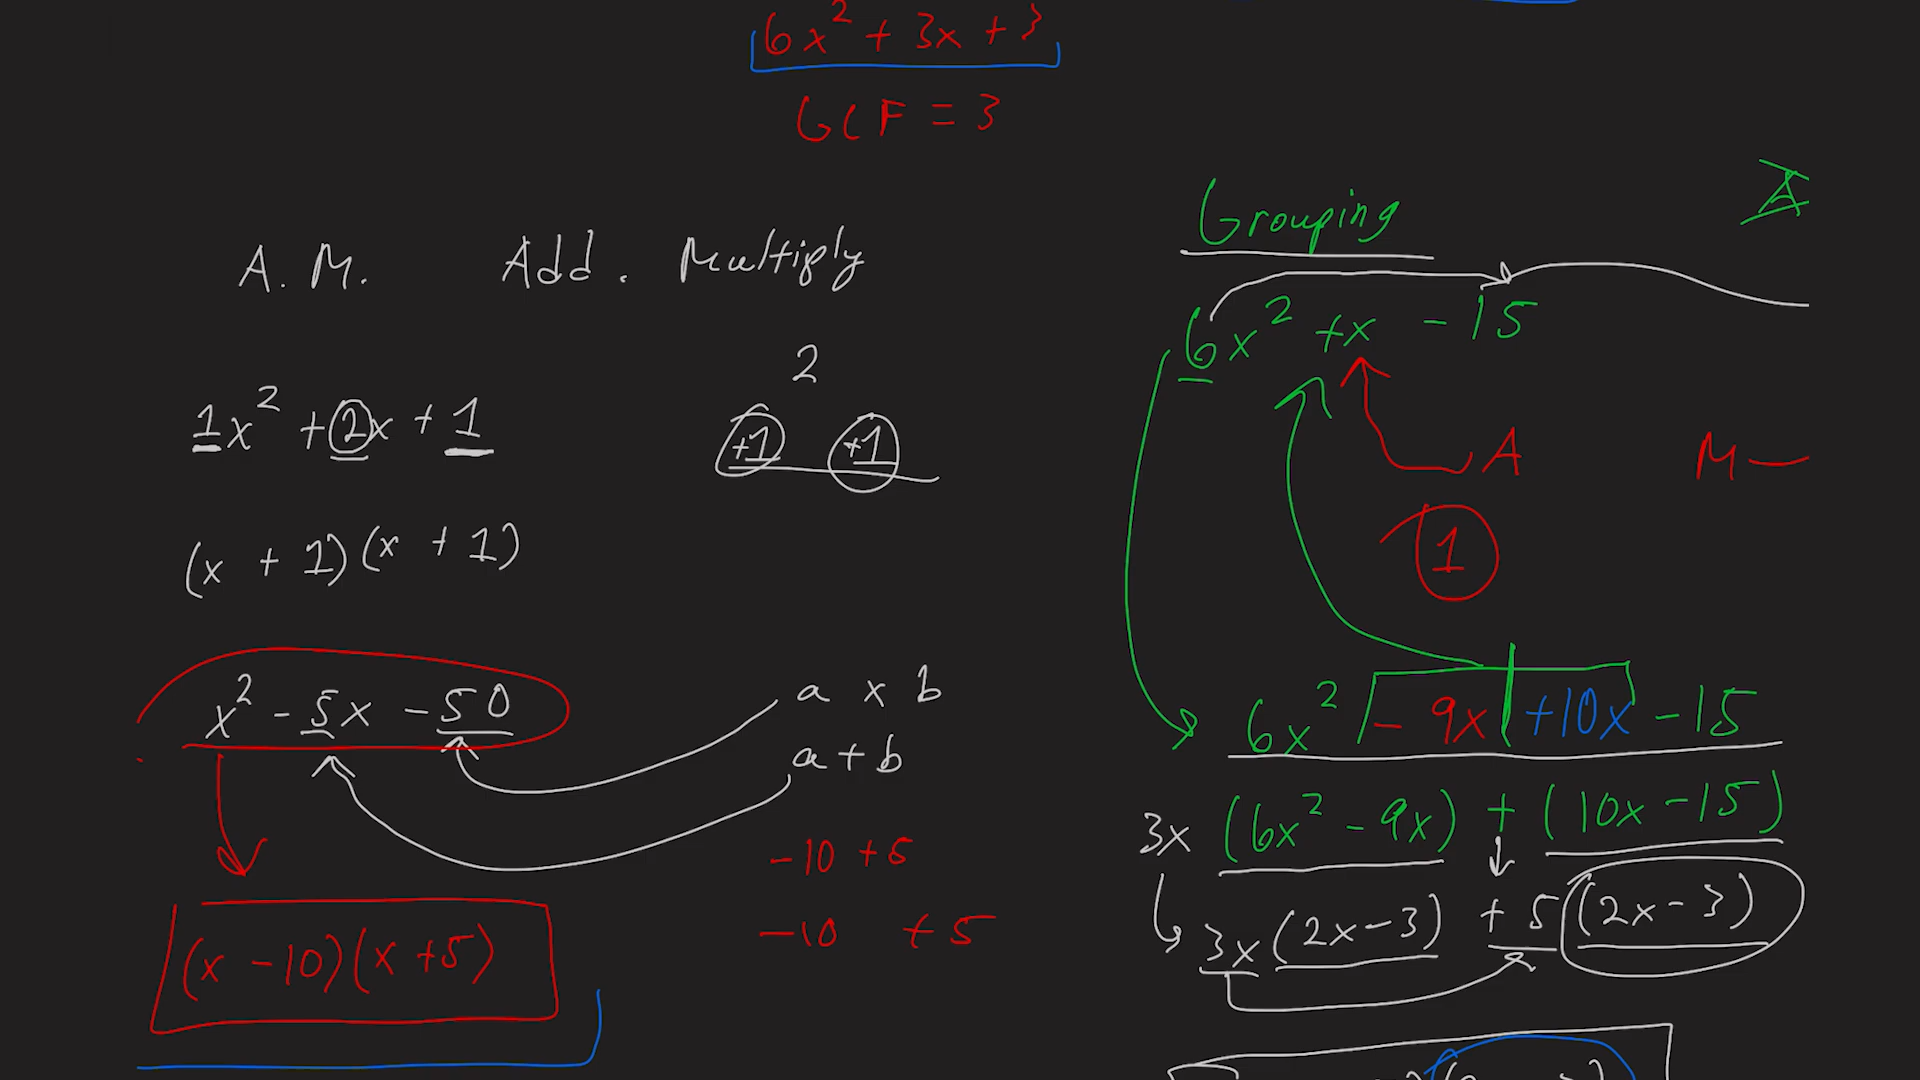 6x² + 3x + 3
GCF = 3
A. M. Add. Multiply
1x² + 2x + 1
2
+1 +1
(x + 1)(x + 1)
x² - 5x - 50
a x b
a + b
-10 + 5
-10 + 5
(x - 10)(x + 5)
Grouping
A
6x² + x - 15
A
M
1
6x² - 9x + 10x - 15
3x (6x² - 9x) + (10x - 15)
3x (2x - 3) + 5 (2x - 3)